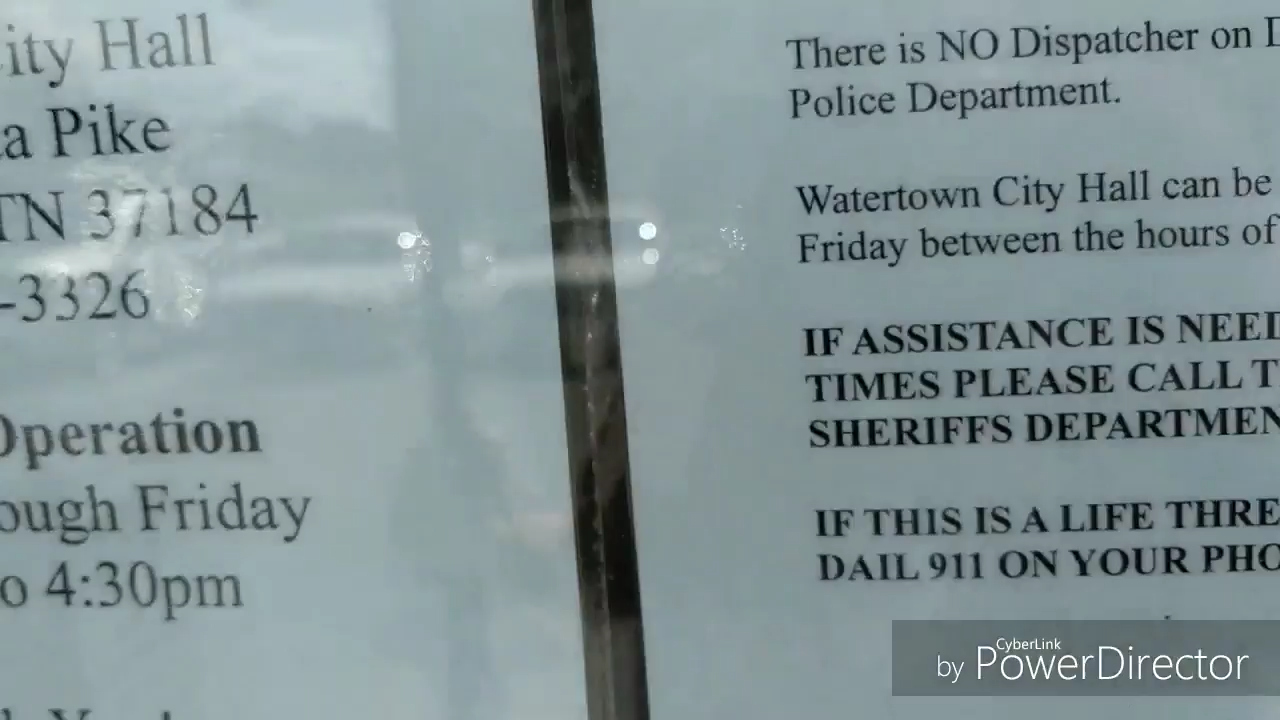 ity Hall
a Pike
TN 37184
-3326
Operation
ough Friday
o 4:30pm
There is NO Dispatcher on D
Police Department.
Watertown City Hall can be
Friday between the hours of
IF ASSISTANCE IS NEED
TIMES PLEASE CALL T
SHERIFFS DEPARTMEN
IF THIS IS A LIFE THRE
DAIL 911 ON YOUR PHO
CyberLink
by PowerDirector